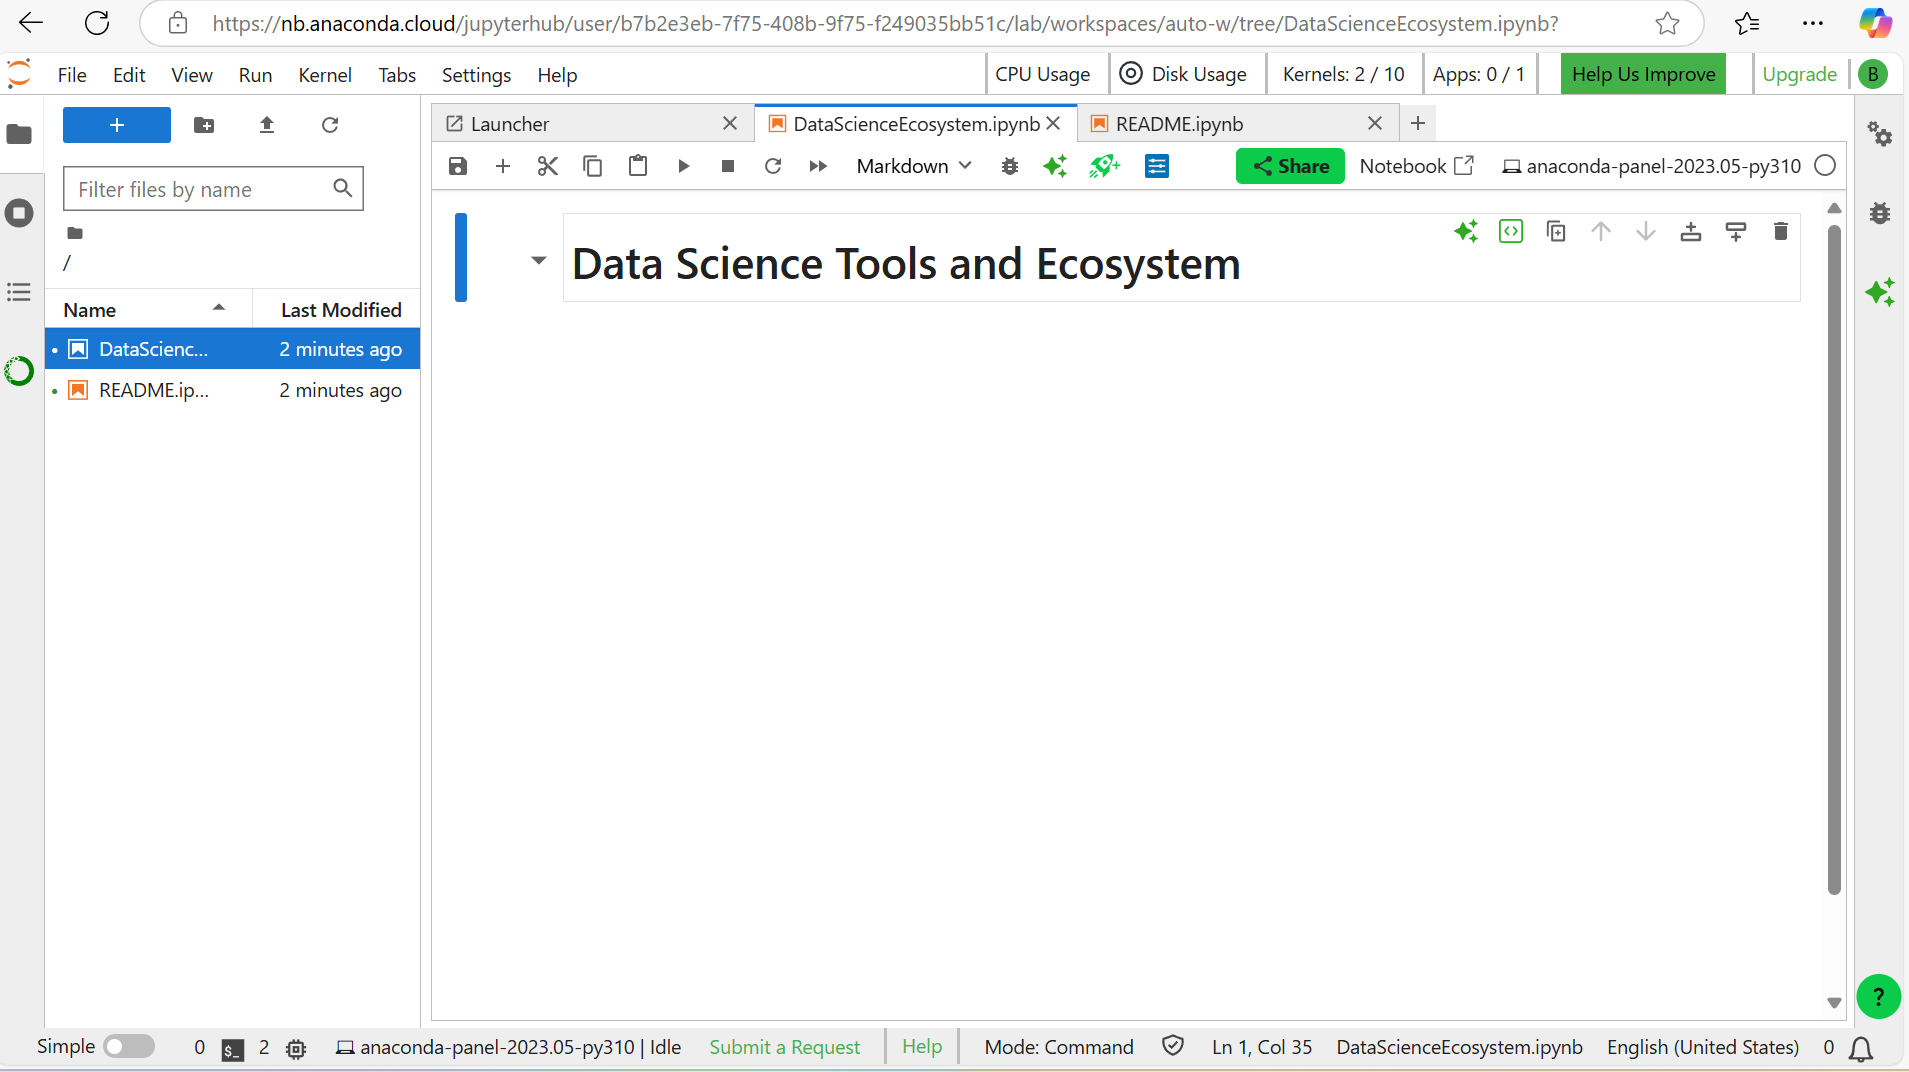 https://nb.anaconda.cloud/jupyterhub/user/b7b2e3eb-7f75-408b-9f75-f249035bb51c/lab/workspaces/auto-w/tree/DataScienceEcosystem.ipynb?
File Edit View Run Kernel Tabs Settings Help CPU Usage Disk Usage Kernels: 2 / 10 Apps: 0 / 1 Help Us Improve Upgrade B
+ Launcher DataScienceEcosystem.ipynb README.ipynb
Markdown Share Notebook anaconda-panel-2023.05-py310
Filter files by name
/
Data Science Tools and Ecosystem
Name Last Modified
DataScienc... 2 minutes ago
README.ip... 2 minutes ago
?
Simple 0 $_ 2 anaconda-panel-2023.05-py310 | Idle Submit a Request Help Mode: Command Ln 1, Col 35 DataScienceEcosystem.ipynb English (United States) 0